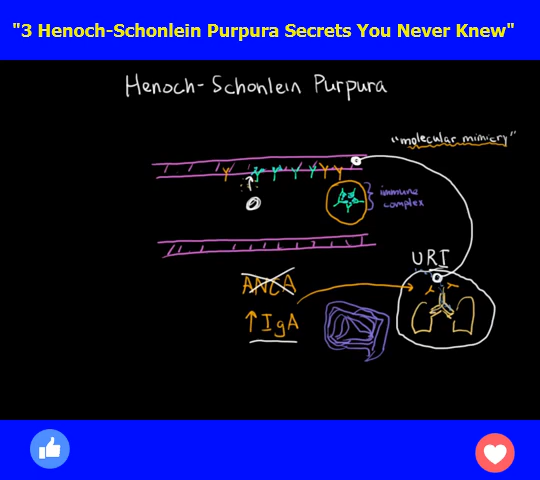 "3 Henoch-Schonlein Purpura Secrets You Never Knew"
Henoch-Schonlein Purpura
"molecular mimicry"
immune
complex
URI
ANCA
↑IgA